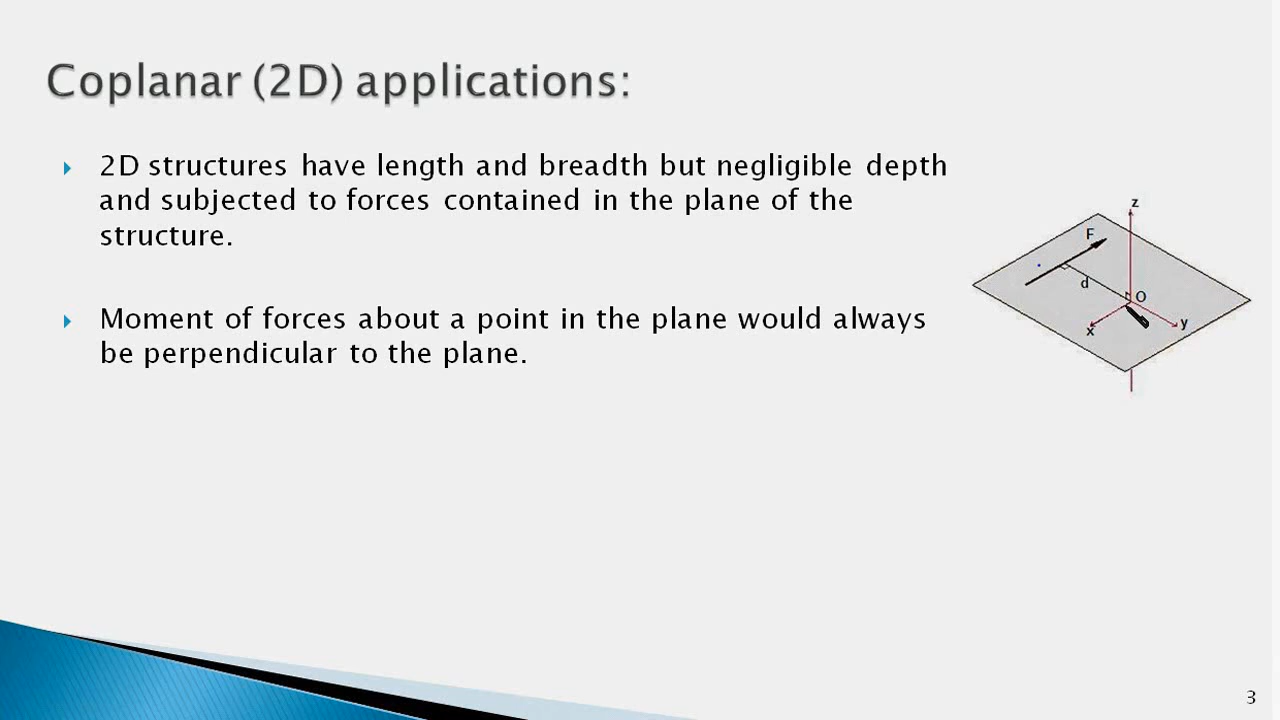 Coplanar (2D) applications:
2D structures have length and breadth but negligible depth
and subjected to forces contained in the plane of the
structure.
Moment of forces about a point in the plane would always
be perpendicular to the plane.
z
F
d
O
x
y
3